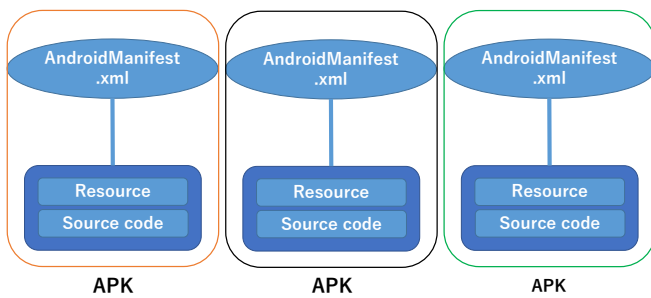 AndroidManifest
.xml
Resource
Source code
APK
AndroidManifest
.xml
Resource
Source code
APK
AndroidManifest
.xml
Resource
Source code
APK